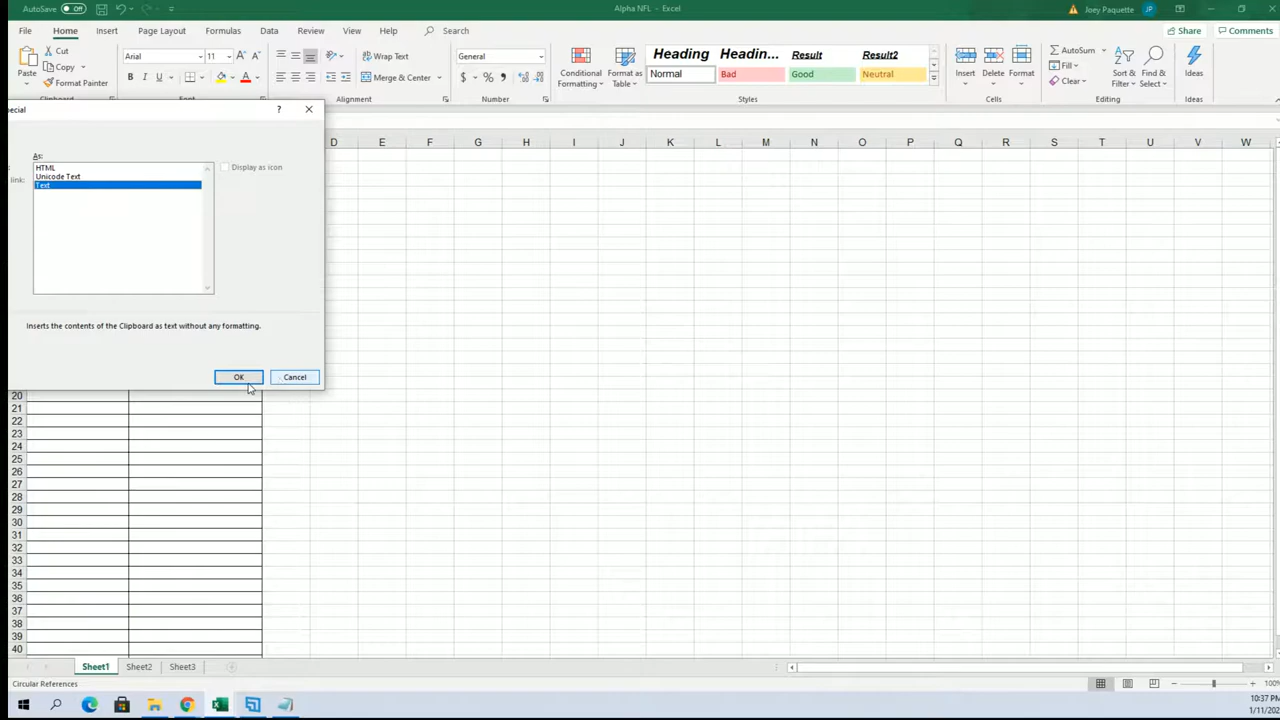 AutoSave Off
Alpha NFL - Excel
Joey Paquette JP
File Home Insert Page Layout Formulas Data Review View Help Search
Share Comments
Paste
Cut
Copy
Format Painter
Clipboard
Arial 11
B I U
Font
Wrap Text
Merge & Center
Alignment
General
$ %
Number
Conditional Formatting
Format as Table
Heading Headin... Result Result2
Normal Bad Good Neutral
Styles
Insert Delete Format
Cells
AutoSum
Fill
Clear
Sort & Filter
Find & Select
Editing
Ideas
Ideas
pecial
? ×
As:
link:
HTML
Unicode Text
Text
Display as icon
Inserts the contents of the Clipboard as text without any formatting.
OK Cancel
D E F G H I J K L M N O P Q R S T U V W
20
21
22
23
24
25
26
27
28
29
30
31
32
33
34
35
36
37
38
39
40
Sheet1 Sheet2 Sheet3
Circular References
100%
10:37 PM
1/11/202